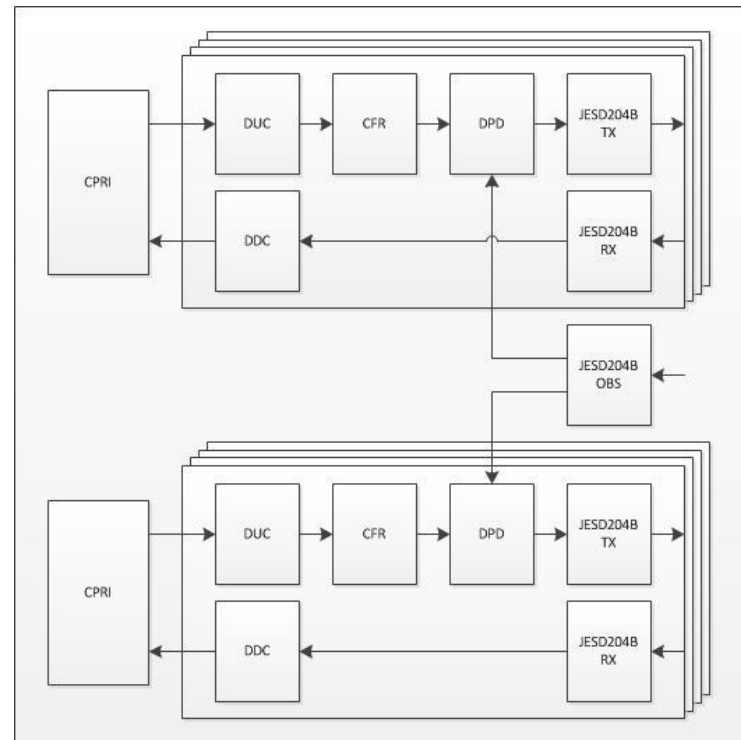 DUC
CFR
DPD
JESD204B
TX
CPRI
DDC
JESD204B
RX
JESD204B
OBS
DUC
CFR
DPD
JESD204B
TX
CPRI
DDC
JESD204B
RX